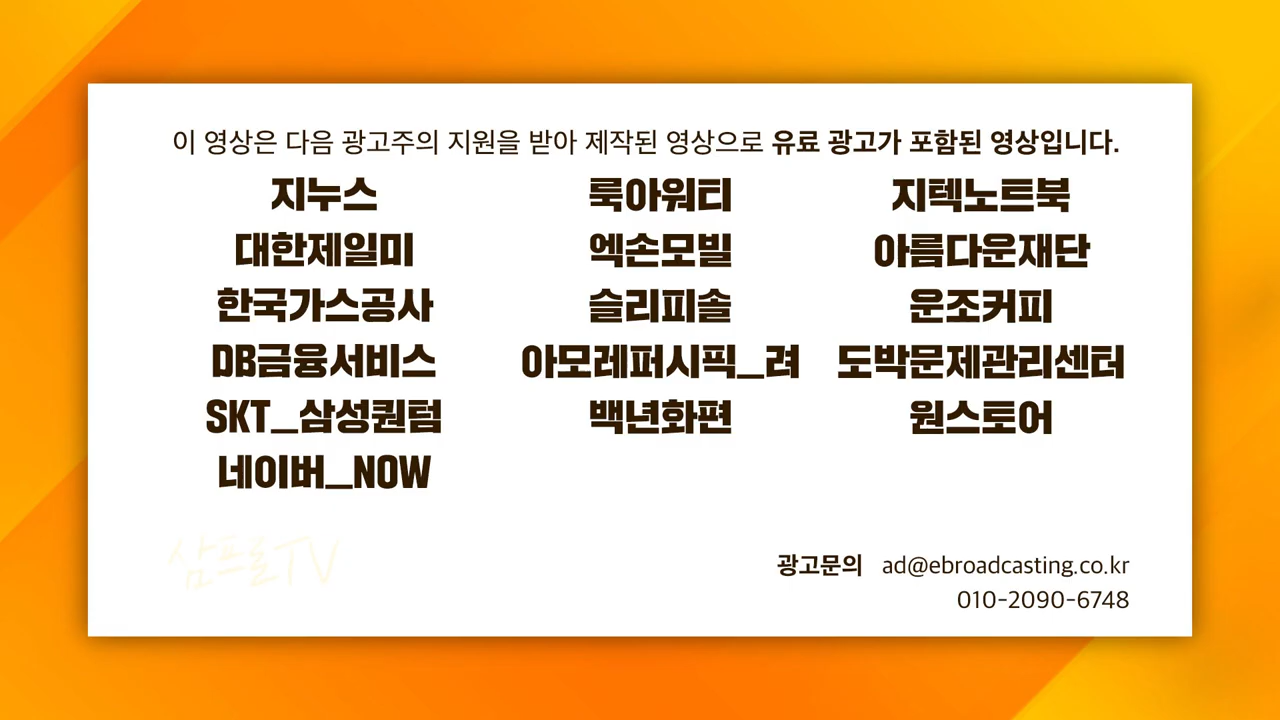 이 영상은 다음 광고주의 지원을 받아 제작된 영상으로 유료 광고가 포함된 영상입니다.
지누스 룩아워티 지텍노트북
대한제일미 엑손모빌 아름다운재단
한국가스공사 슬리피솔 운조커피
DB금융서비스 아모레퍼시픽_려 도박문제관리센터
SKT_삼성퀀텀 백년화편 원스토어
네이버_NOW
삼프로TV
광고문의 ad@ebroadcasting.co.kr
010-2090-6748